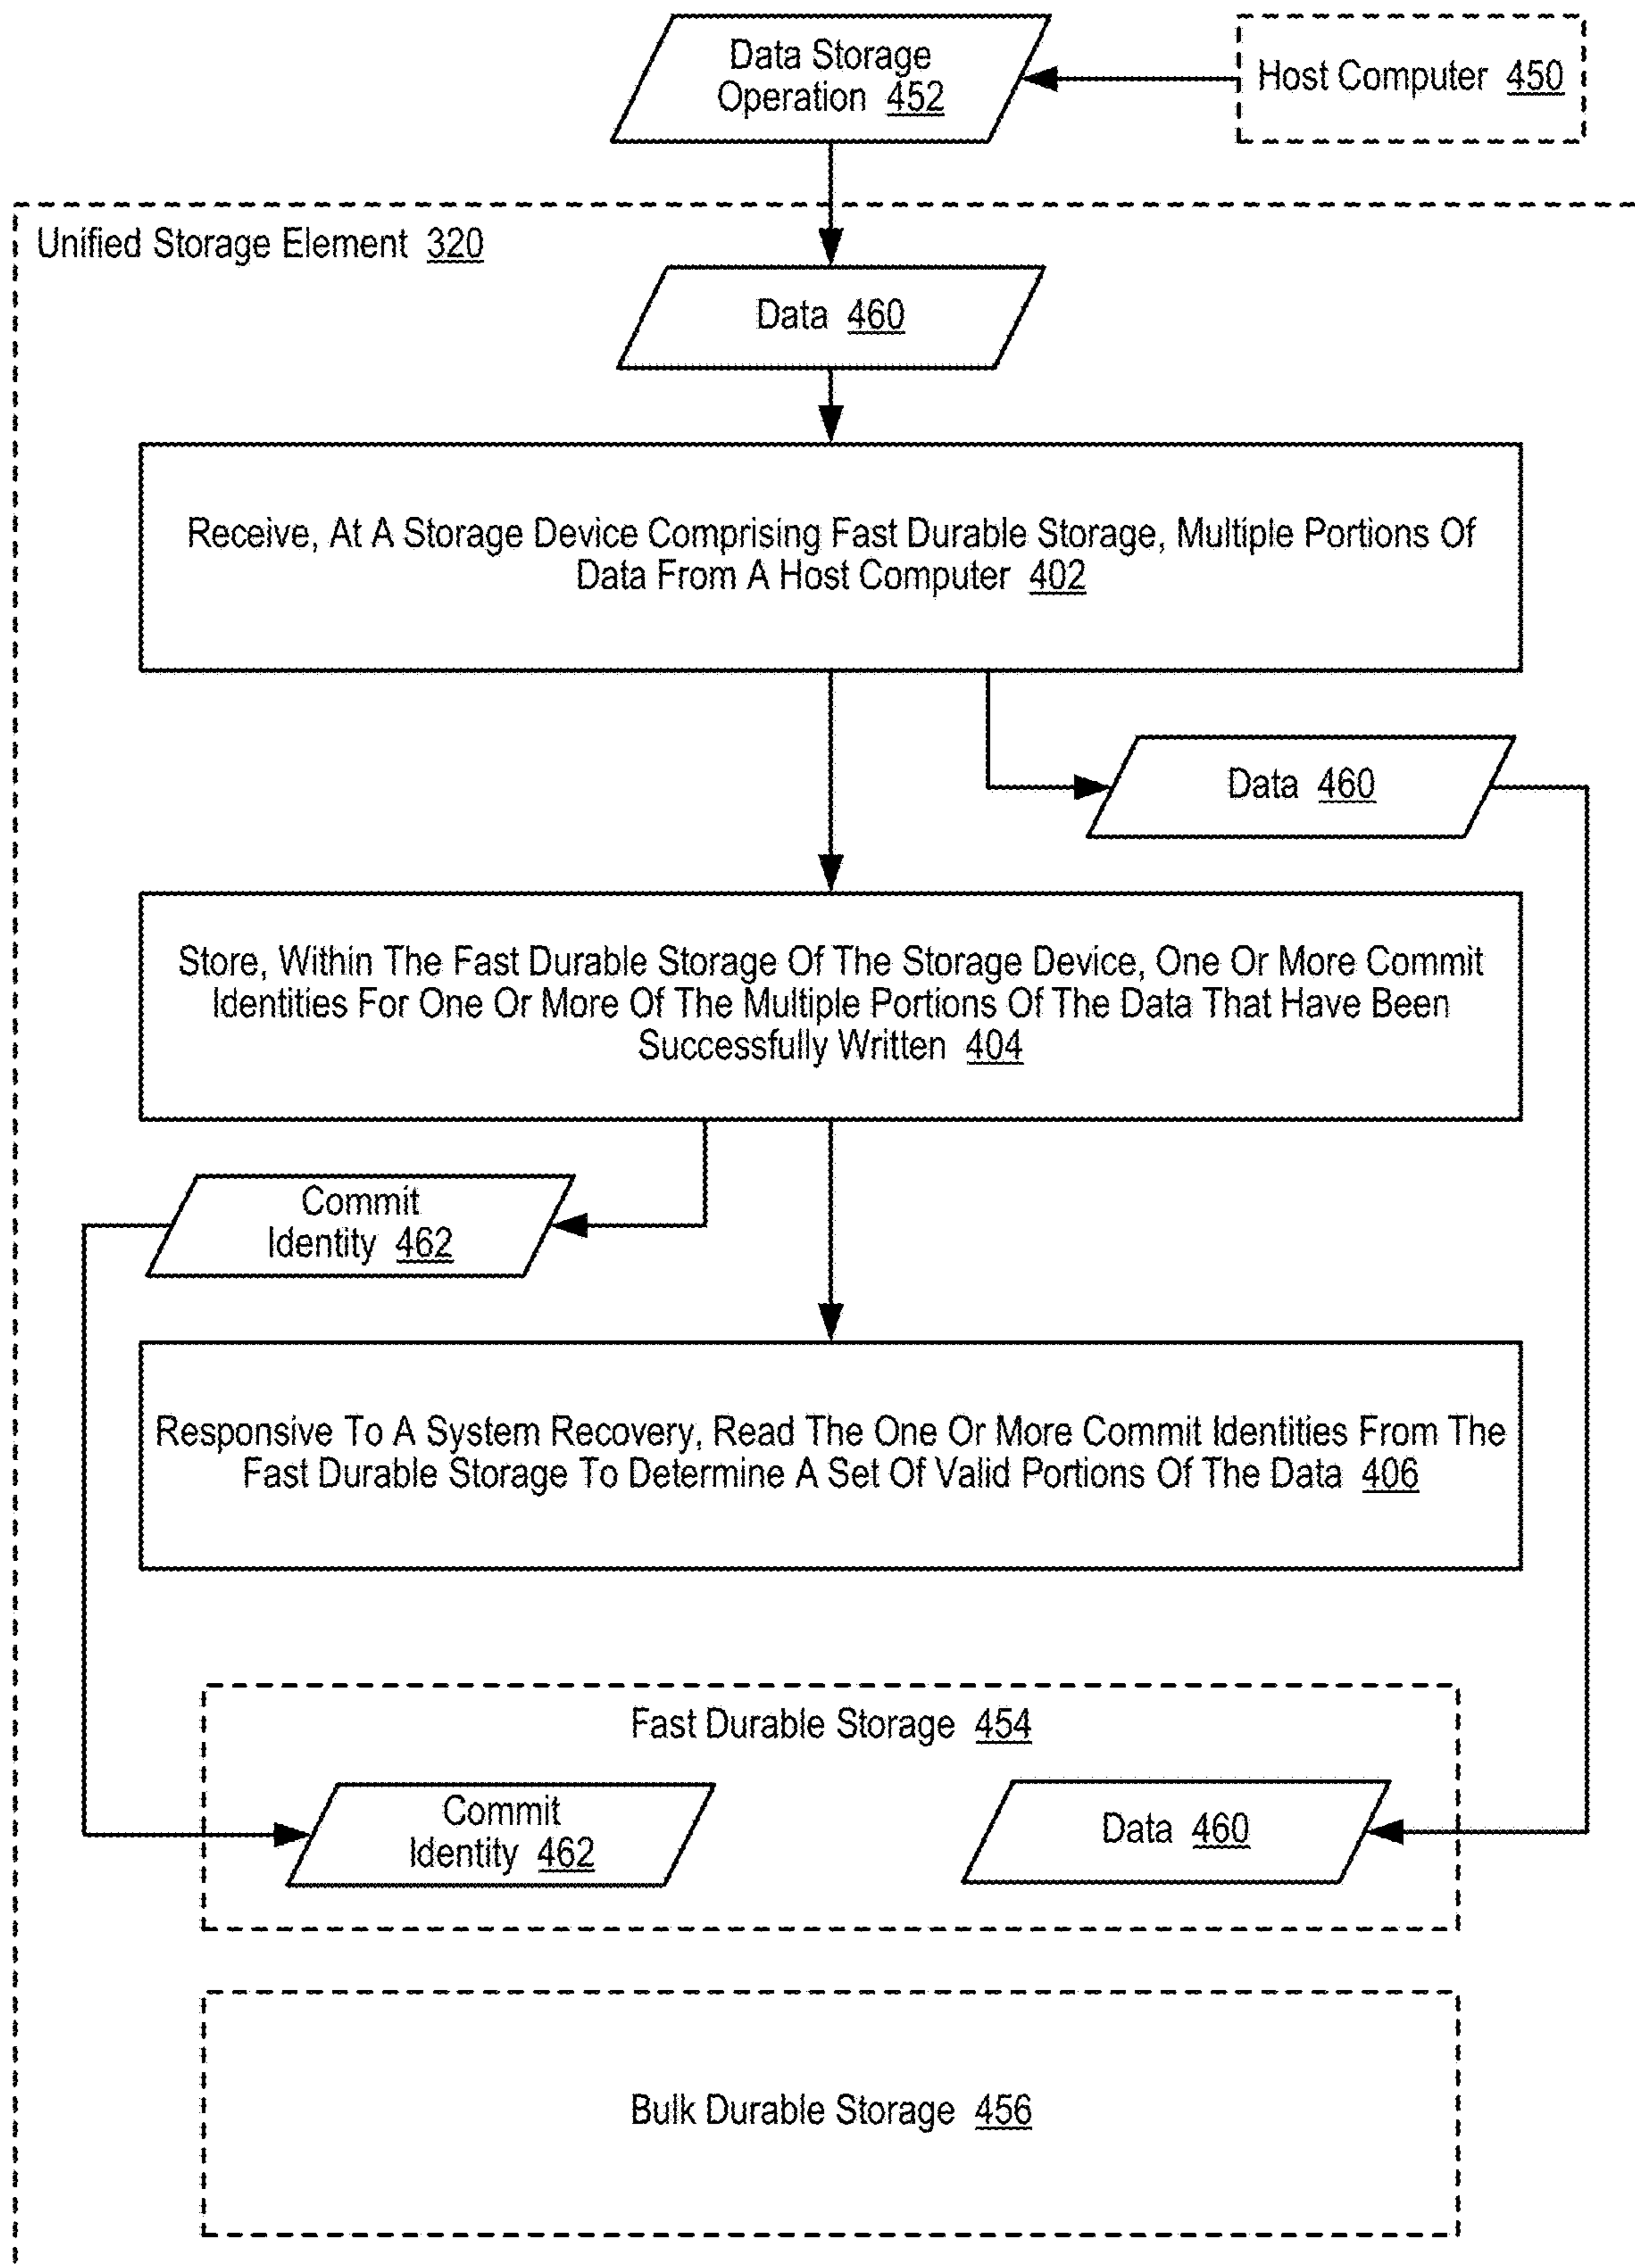 Data Storage
Operation 452
Host Computer 450
Unified Storage Element 320
Data 460
Receive, At A Storage Device Comprising Fast Durable Storage, Multiple Portions Of
Data From A Host Computer 402
Data 460
Store, Within The Fast Durable Storage Of The Storage Device, One Or More Commit
Identities For One Or More Of The Multiple Portions Of The Data That Have Been
Successfully Written 404
Commit
Identity 462
Responsive To A System Recovery, Read The One Or More Commit Identities From The
Fast Durable Storage To Determine A Set Of Valid Portions Of The Data 406
Fast Durable Storage 454
Commit
Identity 462
Data 460
Bulk Durable Storage 456